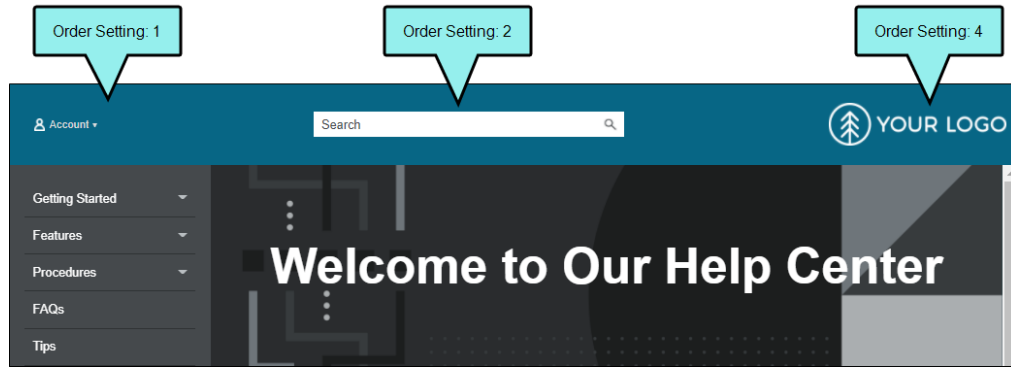 Order Setting: 1
Order Setting: 2
Order Setting: 4
Account
Search
YOUR LOGO
Getting Started
Features
Procedures
FAQs
Tips
Welcome to Our Help Center